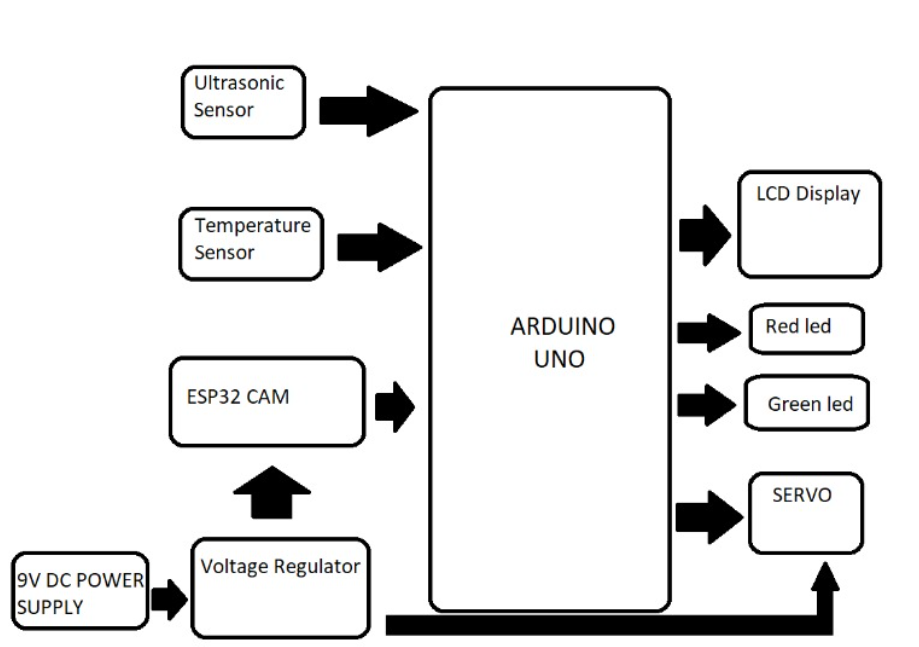 Ultrasonic
Sensor
Temperature
Sensor
ESP32 CAM
9V DC POWER
SUPPLY
Voltage Regulator
ARDUINO
UNO
LCD Display
Red led
Green led
SERVO